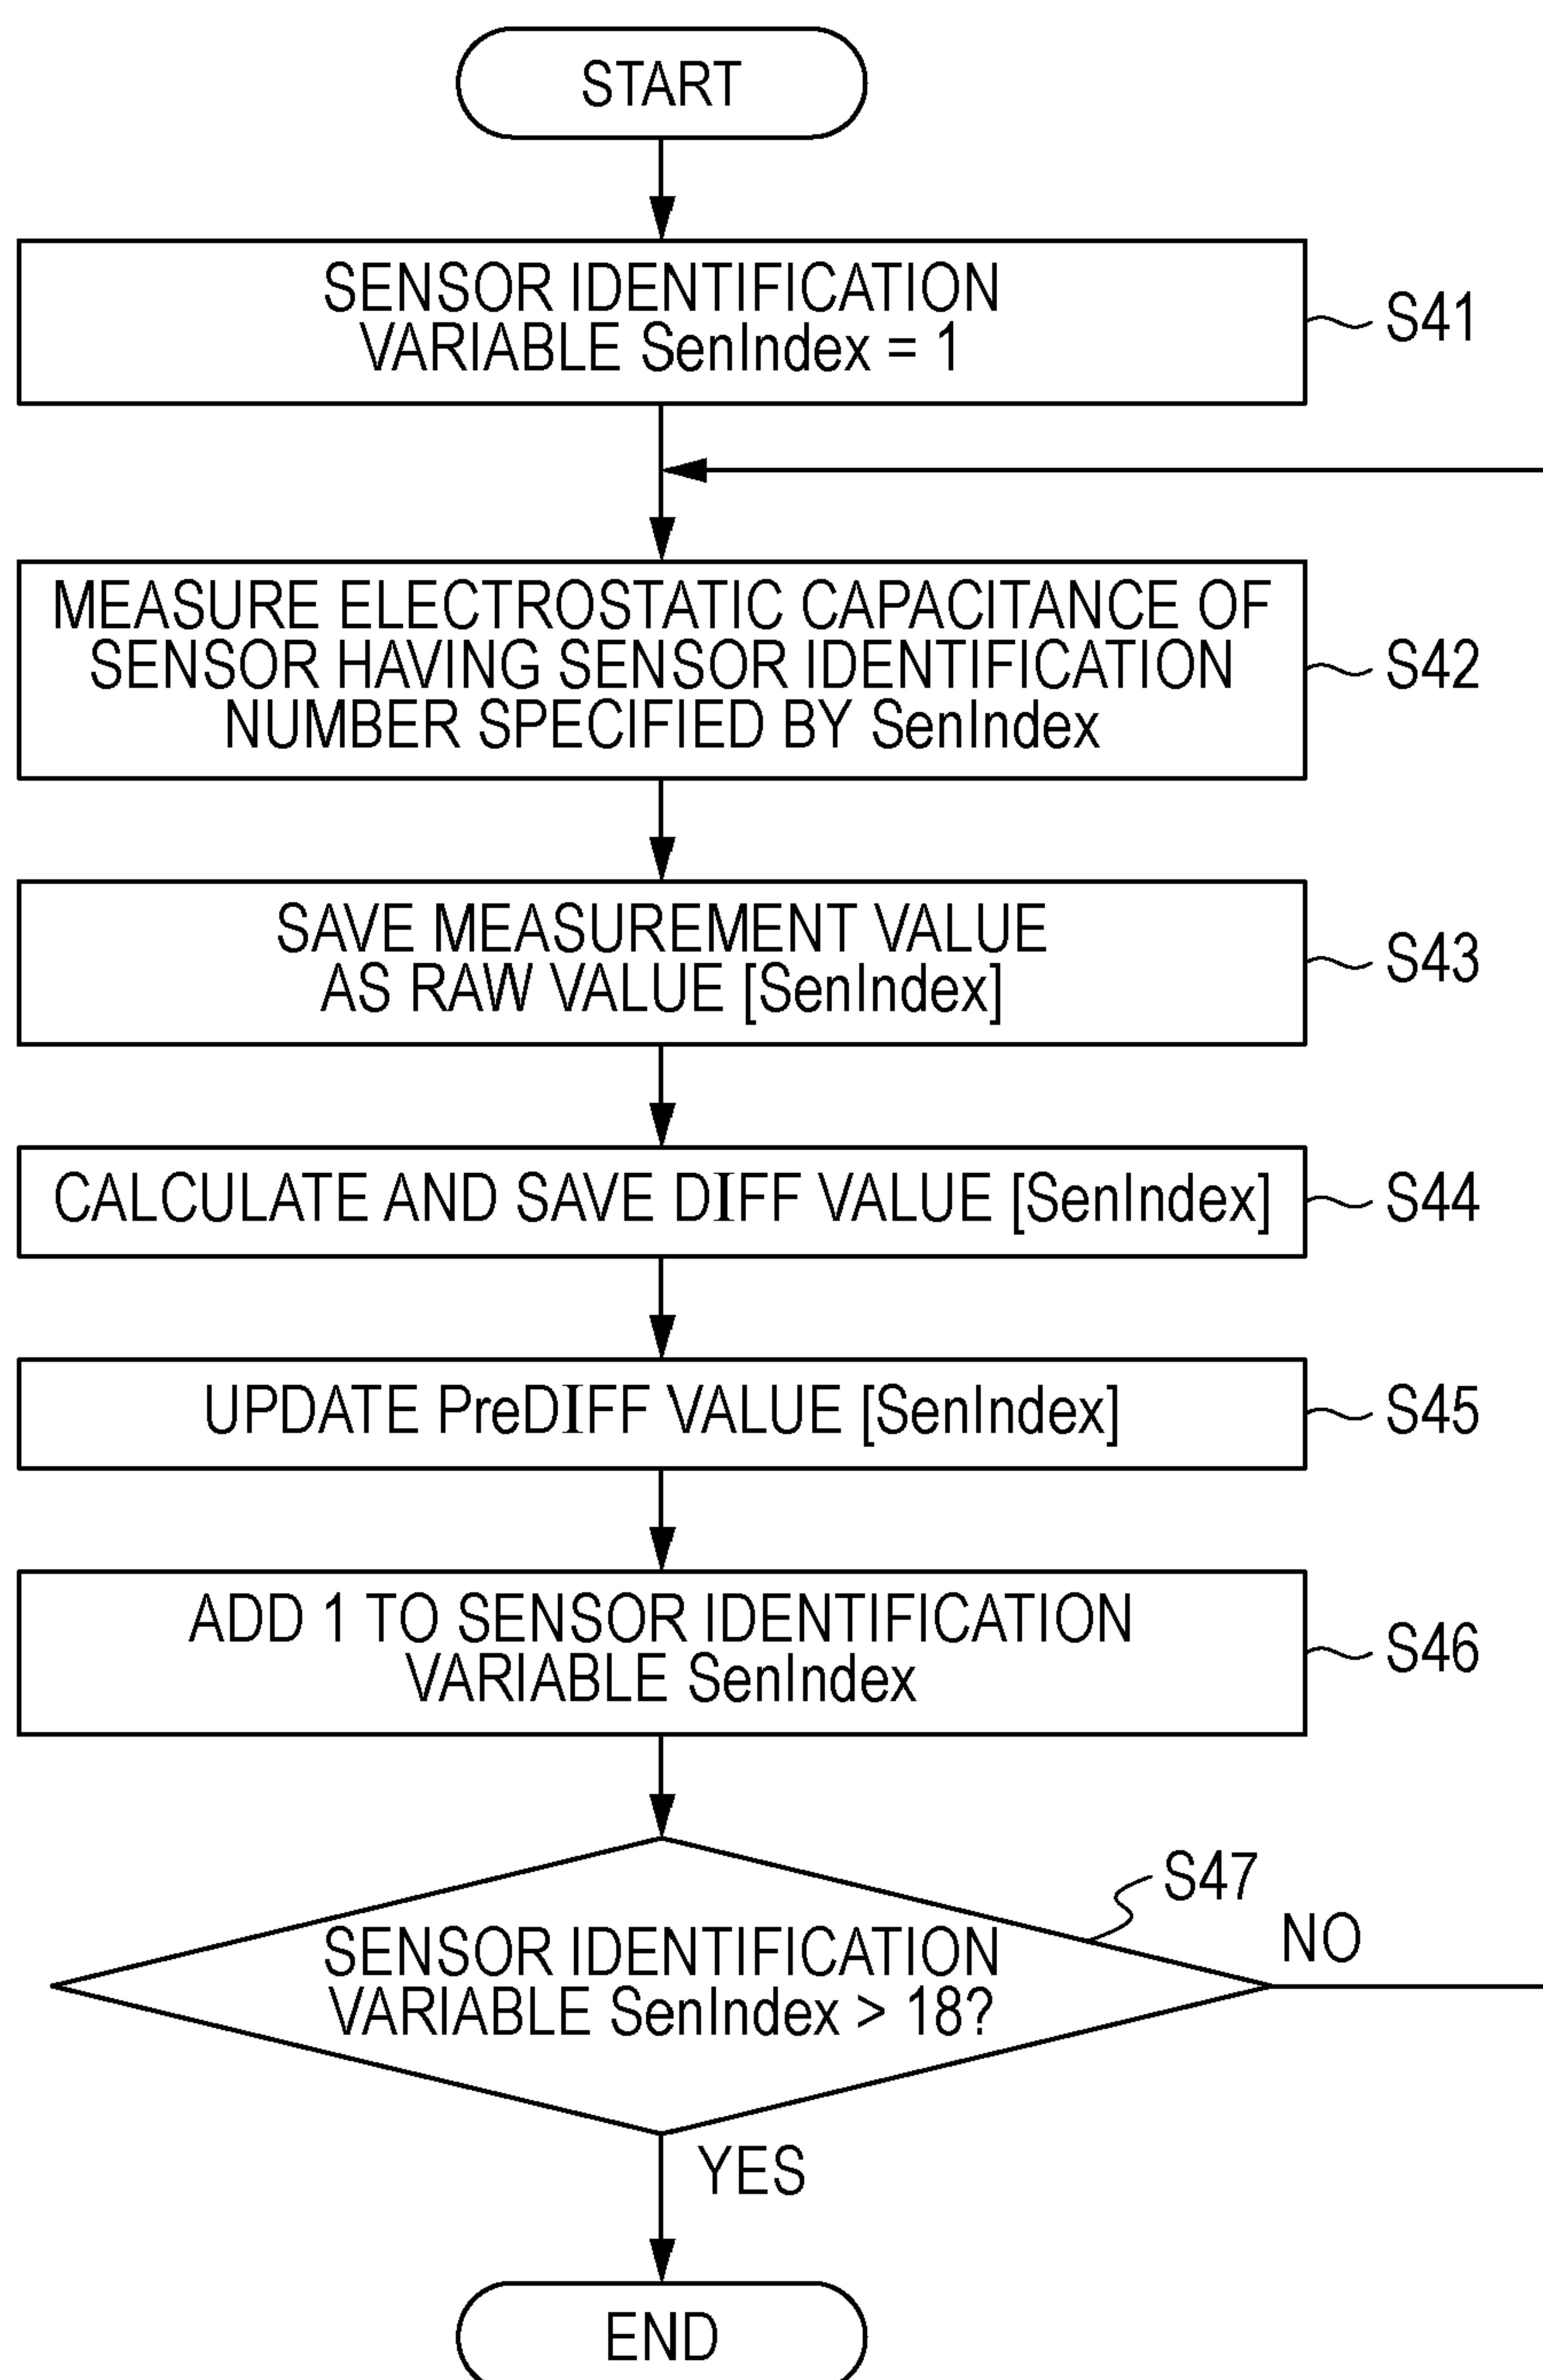 START
SENSOR IDENTIFICATION
VARIABLE SenIndex = 1
S41
MEASURE ELECTROSTATIC CAPACITANCE OF
SENSOR HAVING SENSOR IDENTIFICATION
NUMBER SPECIFIED BY SenIndex
S42
SAVE MEASUREMENT VALUE
AS RAW VALUE [SenIndex]
S43
CALCULATE AND SAVE DIFF VALUE [SenIndex]
S44
UPDATE PreDIFF VALUE [SenIndex]
S45
ADD 1 TO SENSOR IDENTIFICATION
VARIABLE SenIndex
S46
S47
SENSOR IDENTIFICATION
VARIABLE SenIndex > 18?
NO
YES
END